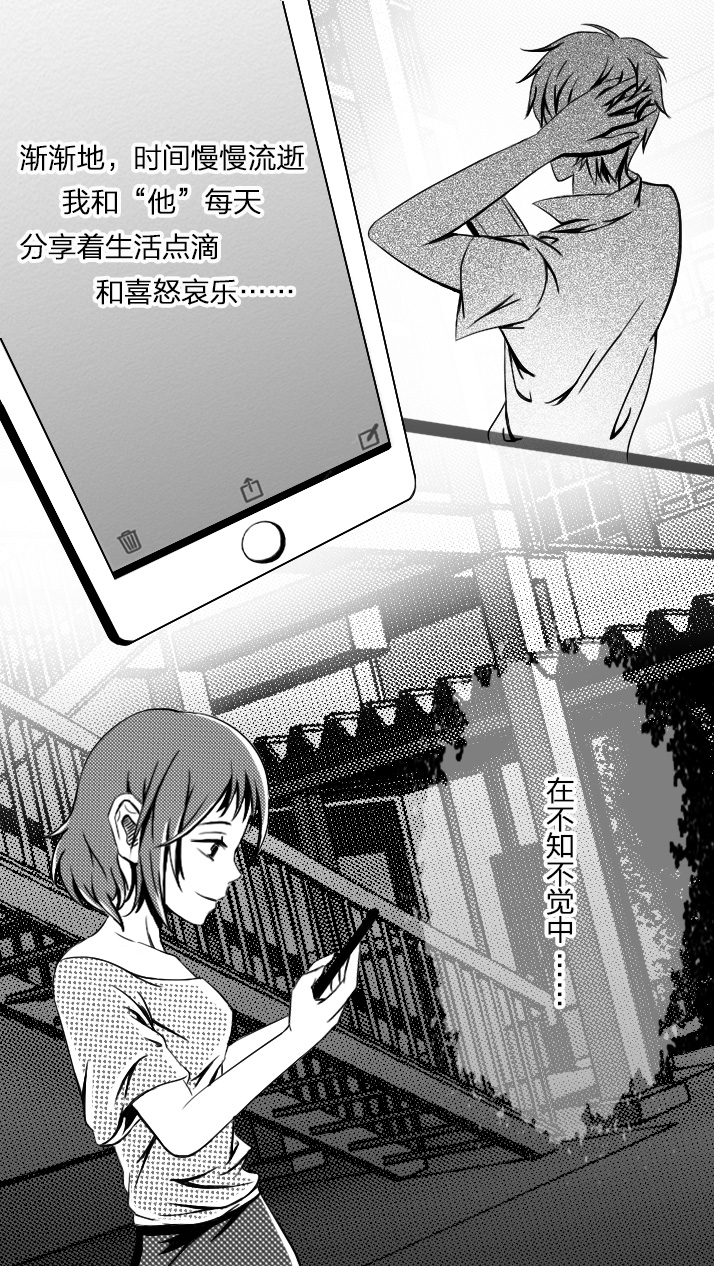 渐渐地，时间慢慢流逝
我和“他”每天
分享着生活点滴
和喜怒哀乐……
在不知不觉中……